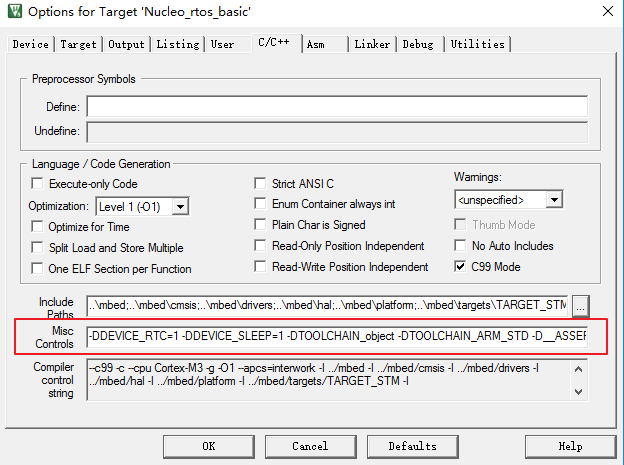 Options for Target 'Nucleo_rtos_basic'
Device Target Output Listing User C/C++ Asm Linker Debug Utilities
Preprocessor Symbols
Define:
Undefine:
Language / Code Generation
Execute-only Code
Optimization: Level 1 (-O1)
Optimize for Time
Split Load and Store Multiple
One ELF Section per Function
Strict ANSI C
Enum Container always int
Plain Char is Signed
Read-Only Position Independent
Read-Write Position Independent
Warnings:
<unspecified>
Thumb Mode
No Auto Includes
C99 Mode
Include Paths ..\mbed;..\mbed\cmsis;..\mbed\drivers;..\mbed\hal;..\mbed\platform;..\mbed\targets\TARGET_STM ...
Misc Controls -DDEVICE_RTC=1 -DDEVICE_SLEEP=1 -DTOOLCHAIN_object -DTOOLCHAIN_ARM_STD -D__ASSEF
Compiler control string
--c99 -c --cpu Cortex-M3 -g -O1 --apcs=interwork -I ../mbed -I ../mbed/cmsis -I ../mbed/drivers -I
../mbed/hal -I ../mbed/platform -I ../mbed/targets/TARGET_STM -I
OK Cancel Defaults Help